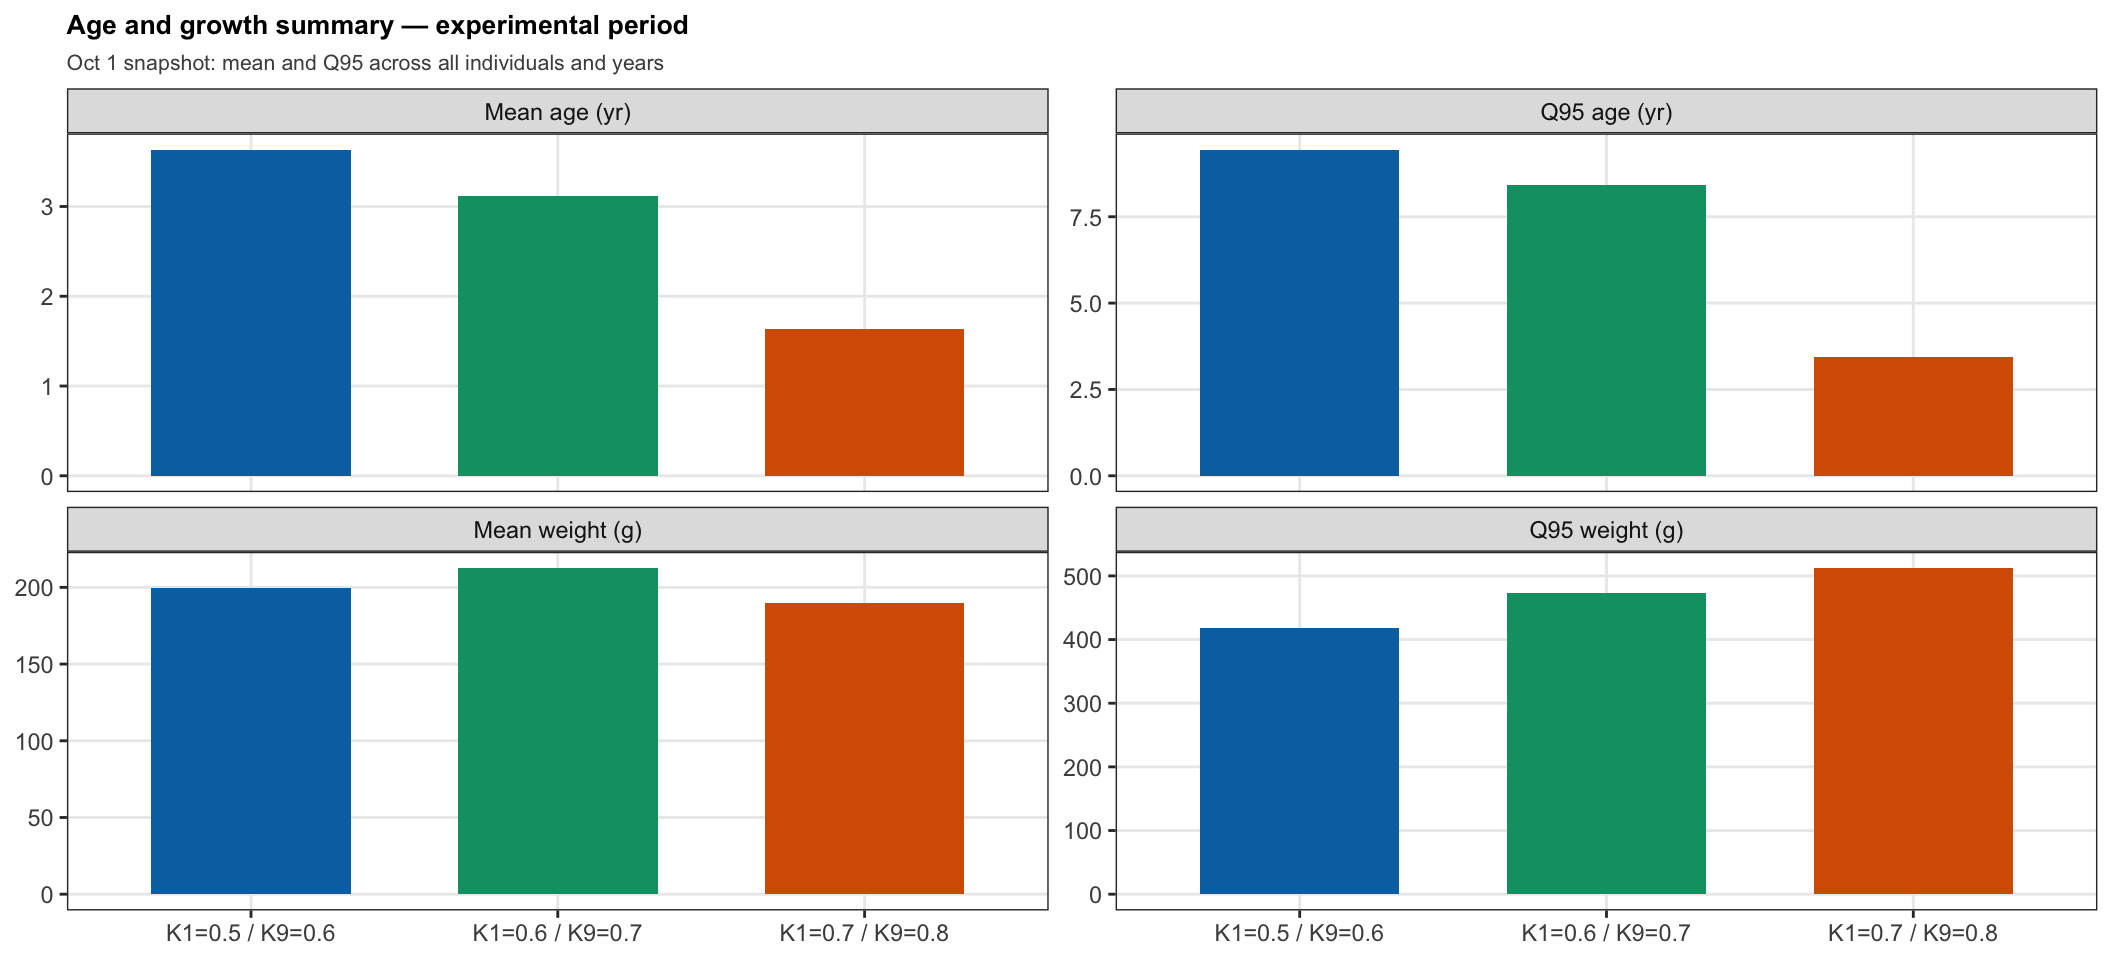 Age and growth summary — experimental period
Oct 1 snapshot: mean and Q95 across all individuals and years
Mean age (yr)
3
2
1
0
Q95 age (yr)
7.5
5.0
2.5
0.0
Mean weight (g)
200
150
100
50
0
K1=0.5 / K9=0.6
K1=0.6 / K9=0.7
K1=0.7 / K9=0.8
Q95 weight (g)
500
400
300
200
100
0
K1=0.5 / K9=0.6
K1=0.6 / K9=0.7
K1=0.7 / K9=0.8